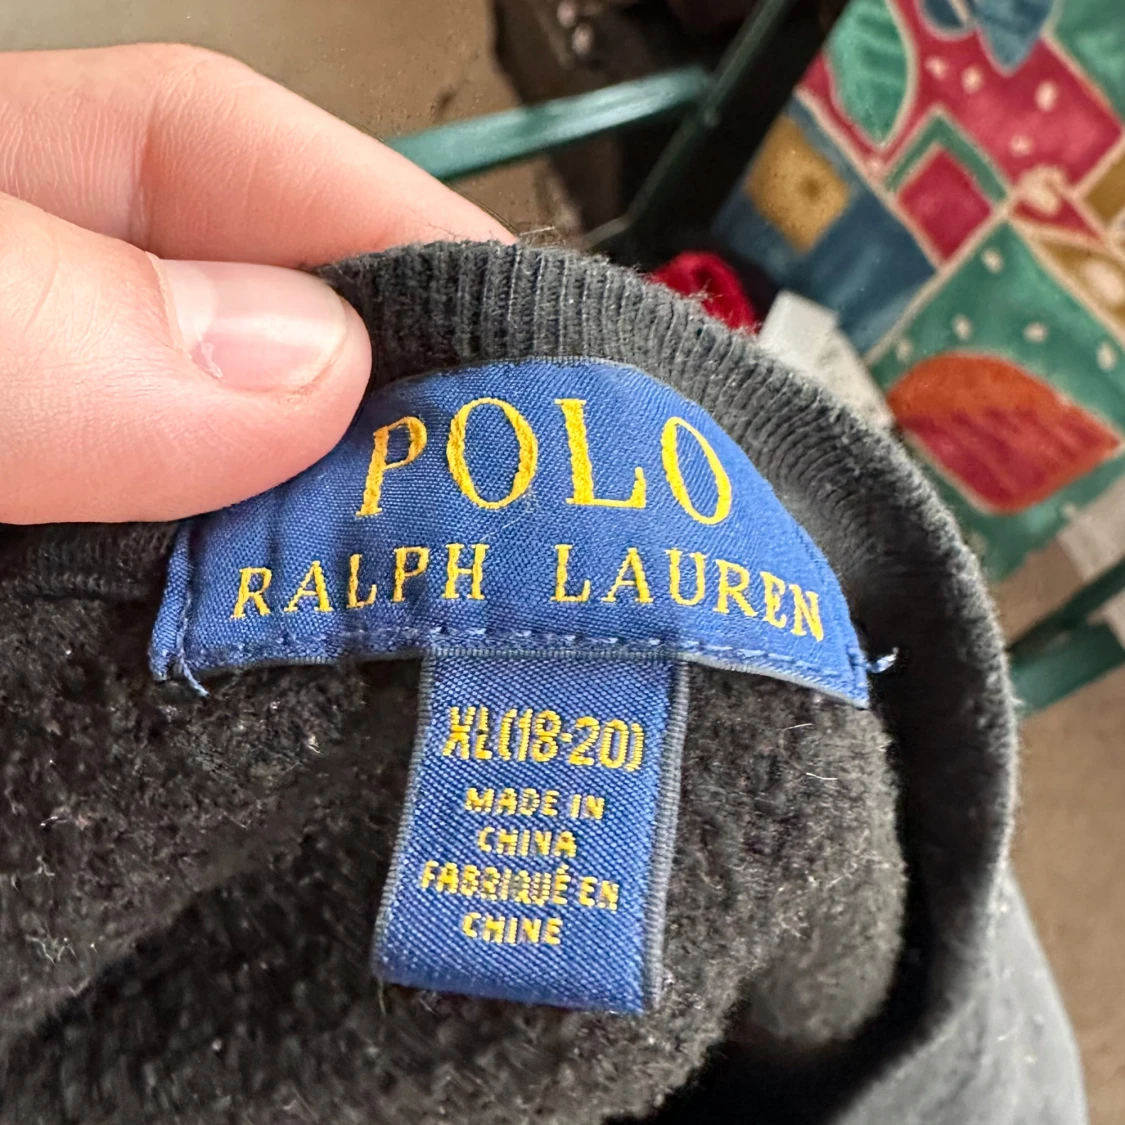 POLO
RALPH LAUREN
XL(18-20)
MADE IN
CHINA
FABRIQUÉ EN
CHINE